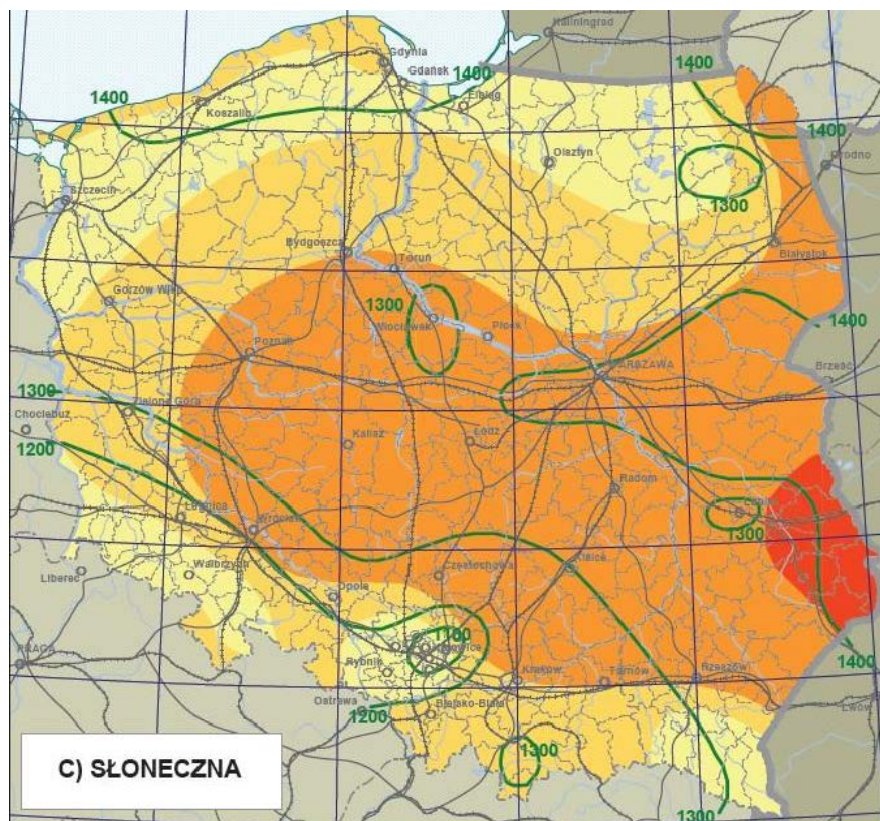 Kaliningrad
Gdynia
Gdańsk
1400
1400
1400
Elbląg
Koszalin
1400
Olsztyn
Grodno
Szczecin
1300
Bydgoszcz
Białystok
Toruń
Gorzów Wlkp
1300
Włocławek
Płock
1400
Poznań
WARSZAWA
Brześć
1300
Chociebuż
Zielona Góra
1200
Kalisz
Łódź
Radom
Legnica
Wrocław
1300
Liberec
Wałbrzych
Częstochowa
Kielce
Opole
1100
PRAGA
Katowice
Rybnik
1400
Kraków
Tarnów
Rzeszów
Ostrawa
1200
Bielsko-Biała
Lwów
1300
C) SŁONECZNA
1300